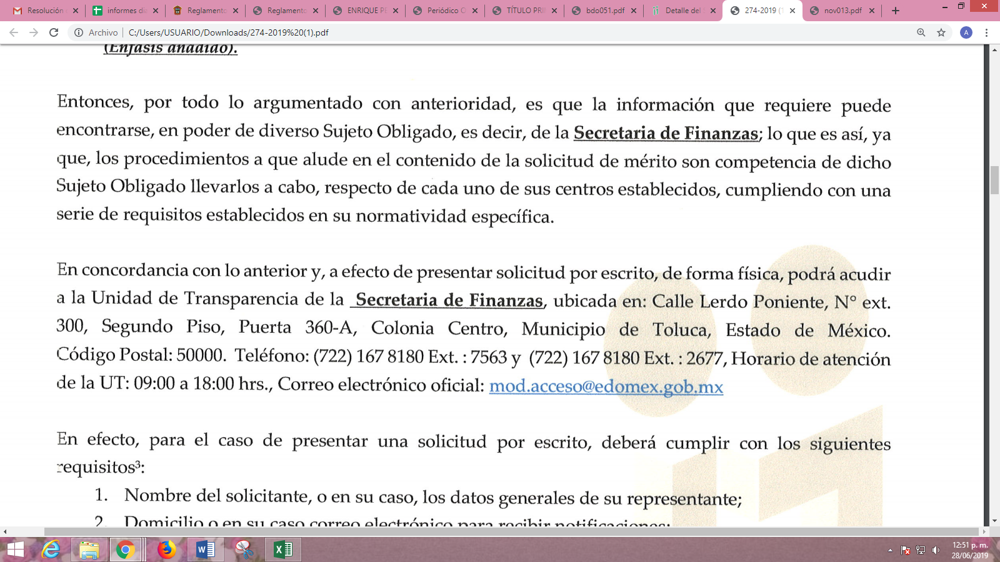 Resolución
informes di
Reglamento
Reglamento
ENRIQUE PE
Periódico O
TÍTULO PRI
bdo051.pdf
Detalle del
274-2019 (1
nov013.pdf
Archivo C:/Users/USUARIO/Downloads/274-2019%20(1).pdf
A
(Énfasis añadido).
Entonces, por todo lo argumentado con anterioridad, es que la información que requiere puede
encontrarse, en poder de diverso Sujeto Obligado, es decir, de la Secretaria de Finanzas; lo que es así, ya
que, los procedimientos a que alude en el contenido de la solicitud de mérito son competencia de dicho
Sujeto Obligado llevarlos a cabo, respecto de cada uno de sus centros establecidos, cumpliendo con una
serie de requisitos establecidos en su normatividad específica.
En concordancia con lo anterior y, a efecto de presentar solicitud por escrito, de forma física, podrá acudir
a la Unidad de Transparencia de la Secretaria de Finanzas, ubicada en: Calle Lerdo Poniente, N° ext.
300, Segundo Piso, Puerta 360-A, Colonia Centro, Municipio de Toluca, Estado de México.
Código Postal: 50000. Teléfono: (722) 167 8180 Ext. : 7563 y (722) 167 8180 Ext. : 2677, Horario de atención
de la UT: 09:00 a 18:00 hrs., Correo electrónico oficial: mod.acceso@edomex.gob.mx
En efecto, para el caso de presentar una solicitud por escrito, deberá cumplir con los siguientes
requisitos³:
1. Nombre del solicitante, o en su caso, los datos generales de su representante;
2. Domicilio o en su caso correo electrónico para recibir notificaciones;
12:51 p. m.
28/06/2019